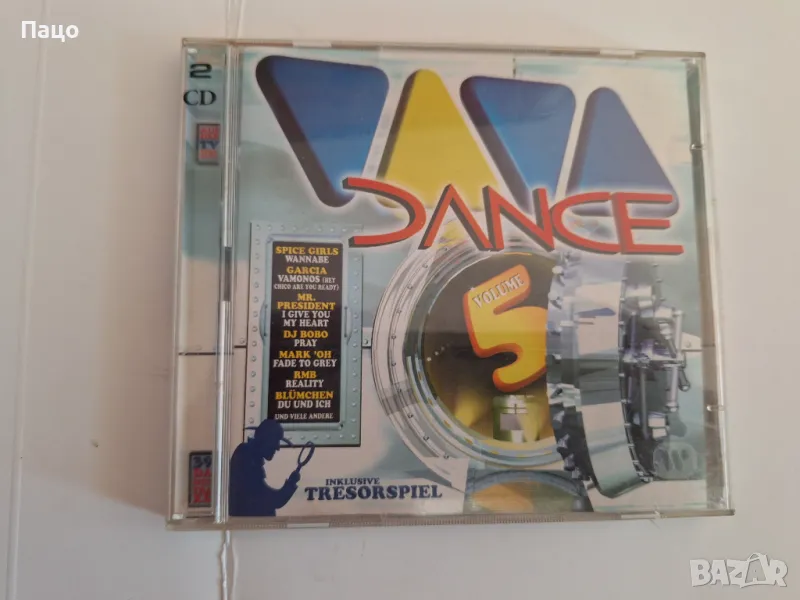 Пацо
2
CD
TV
VIVA
DANCE
VOLUME
5
SPICE GIRLS
WANNABE
GARCIA
VAMONOS (HEY
CHICO ARE YOU READY)
MR.
PRESIDENT
I GIVE YOU
MY HEART
DJ BOBO
PRAY
MARK 'OH
FADE TO GREY
RMB
REALITY
BLÜMCHEN
DU UND ICH
UND VIELE ANDERE
INKLUSIVE
TRESORSPIEL
39
BAZAR